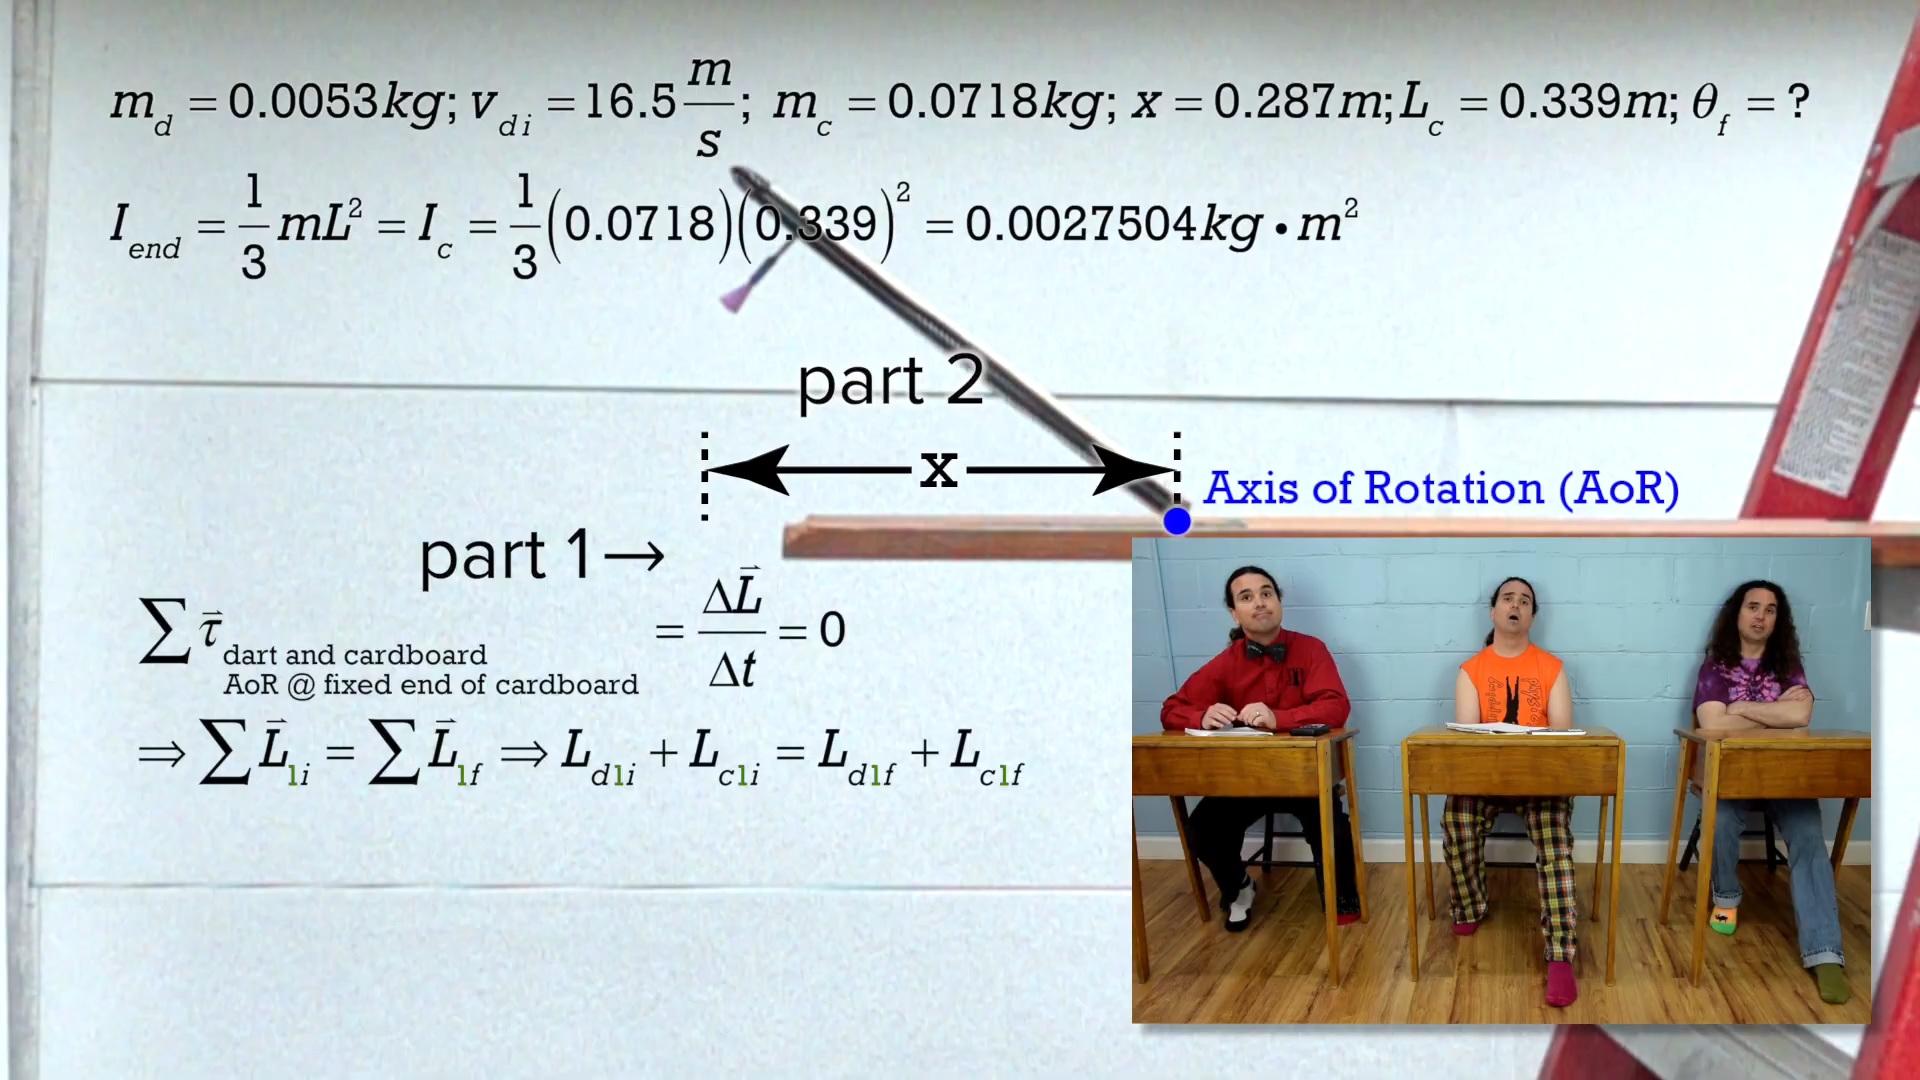 m_d = 0.0053kg; v_di = 16.5 m/s; m_c = 0.0718kg; x = 0.287m; L_c = 0.339m; θ_f = ?
I_end = 1/3 mL² = I_c = 1/3 (0.0718)(0.339)² = 0.0027504kg • m²
part 2
x
Axis of Rotation (AoR)
part 1→
∑ τ⃗ dart and cardboard AoR @ fixed end of cardboard = ΔL⃗/Δt = 0
⇒ ∑ L⃗_1i = ∑ L⃗_1f ⇒ L_d1i + L_c1i = L_d1f + L_c1f